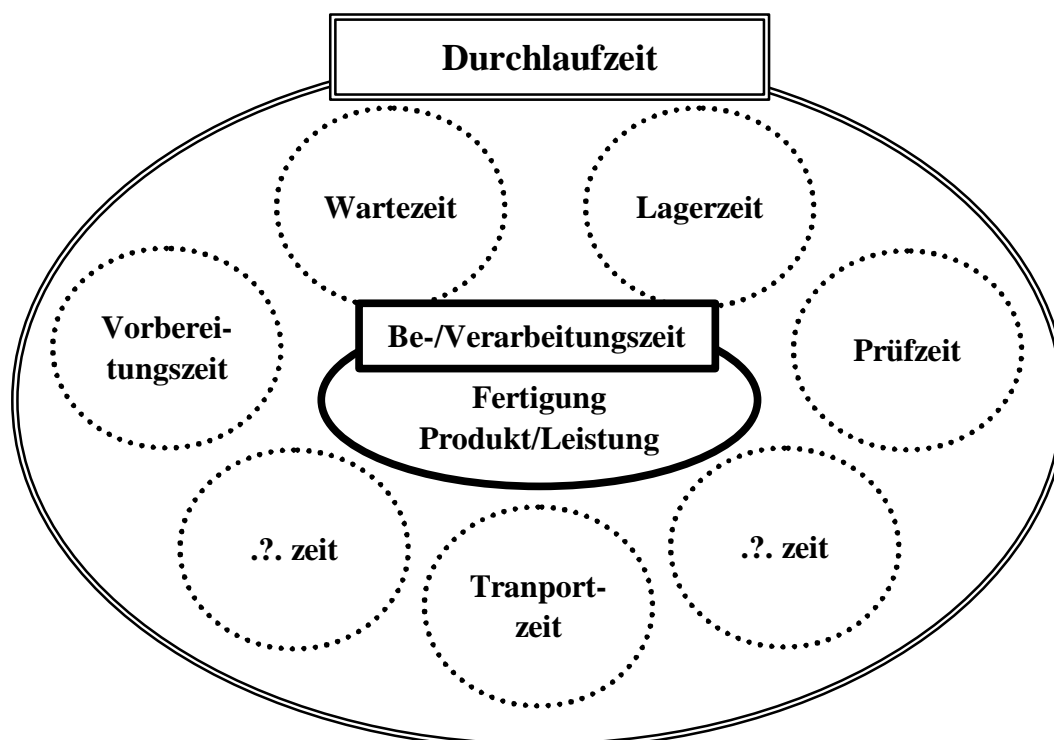 Durchlaufzeit
Wartezeit
Lagerzeit
Vorberei-
tungszeit
Be-/Verarbeitungszeit
Prüfzeit
Fertigung
Produkt/Leistung
.?. zeit
.?. zeit
Tranport-
zeit